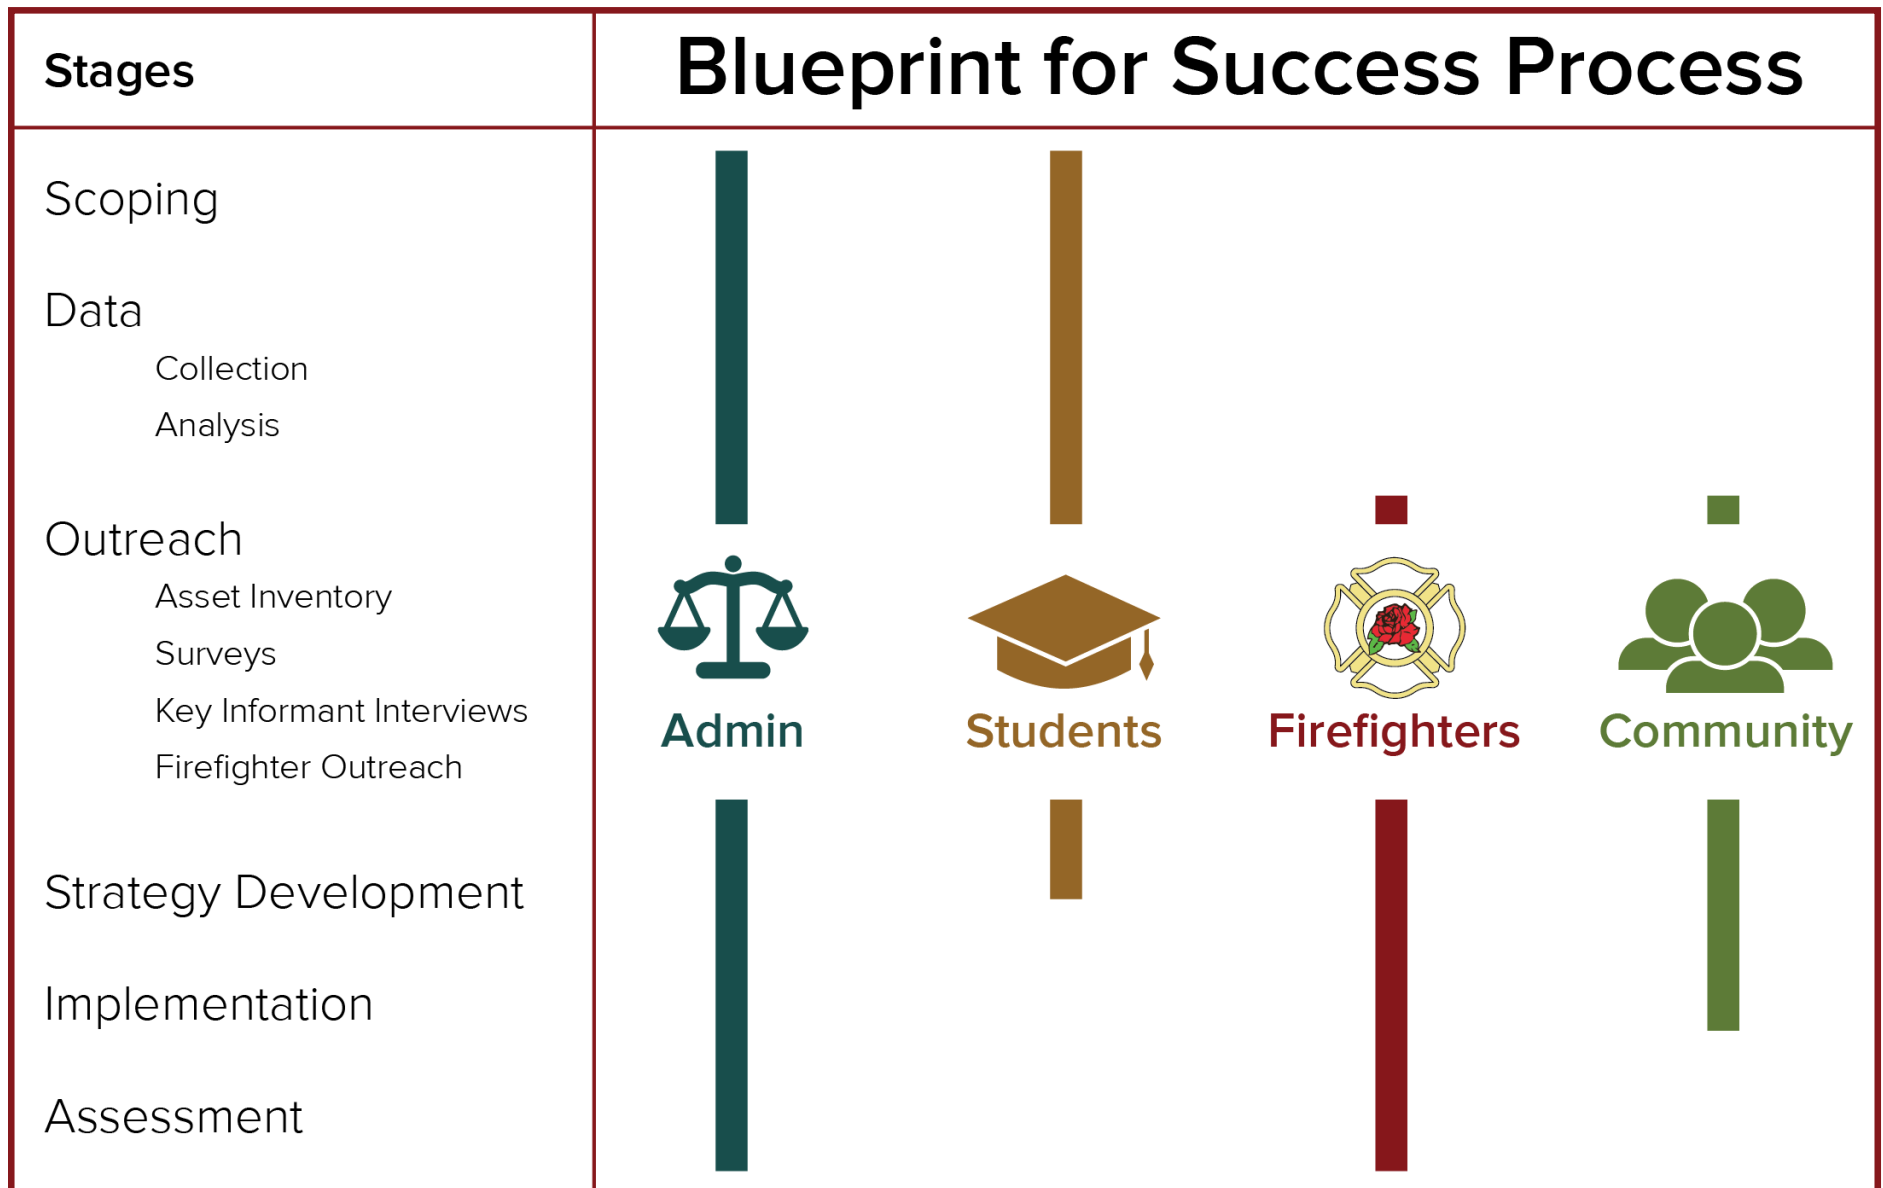 Stages
Blueprint for Success Process
Scoping
Data
Collection
Analysis
Outreach
Asset Inventory
Surveys
Key Informant Interviews
Firefighter Outreach
Admin
Students
Firefighters
Community
Strategy Development
Implementation
Assessment